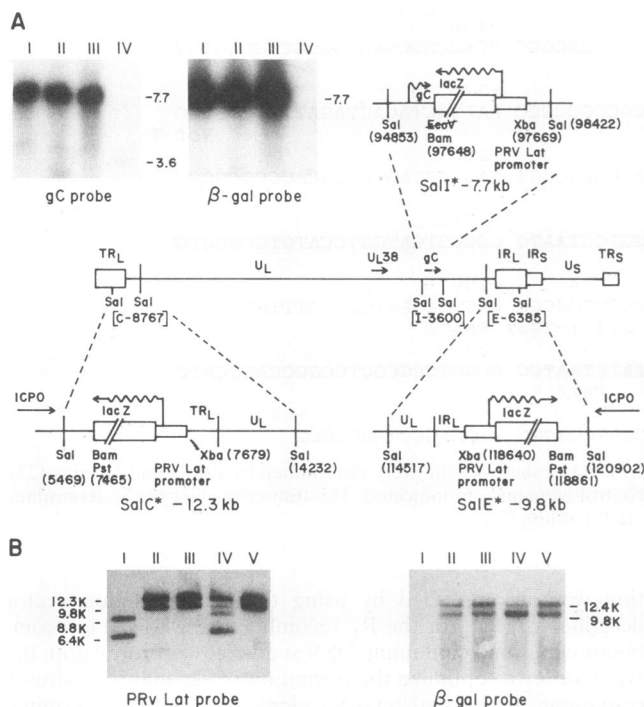 A
I II III IV
I II III IV
-7.7
-3.6
-7.7
gC probe
β-gal probe
gC
lacZ
Sal
(94853)
EcoV
Bam
(97648)
Xba
(97669)
Sal (98422)
PRV Lat
promoter
SalI* -7.7 kb
TRL
UL
UL38
gC
IRL
IRS
US
TRS
Sal Sal
Sal Sal
Sal Sal
[C-8767]
[I-3600]
[E-6385]
ICPO
lacZ
TRL
UL
Sal
(5469)
Bam
Pst
(7465)
PRV Lat
promoter
Xba(7679)
Sal
(14232)
SalC* -12.3 kb
UL
IRL
lacZ
ICPO
Sal
(114517)
Xba(118640)
PRV Lat
promoter
Bam
Pst
(118861)
Sal
(120902)
SalE* -9.8 kb
B
I II III IV V
12.3K
9.8K
8.8K
6.4K
PRv Lat probe
I II III IV V
12.4K
9.8K
β-gal probe